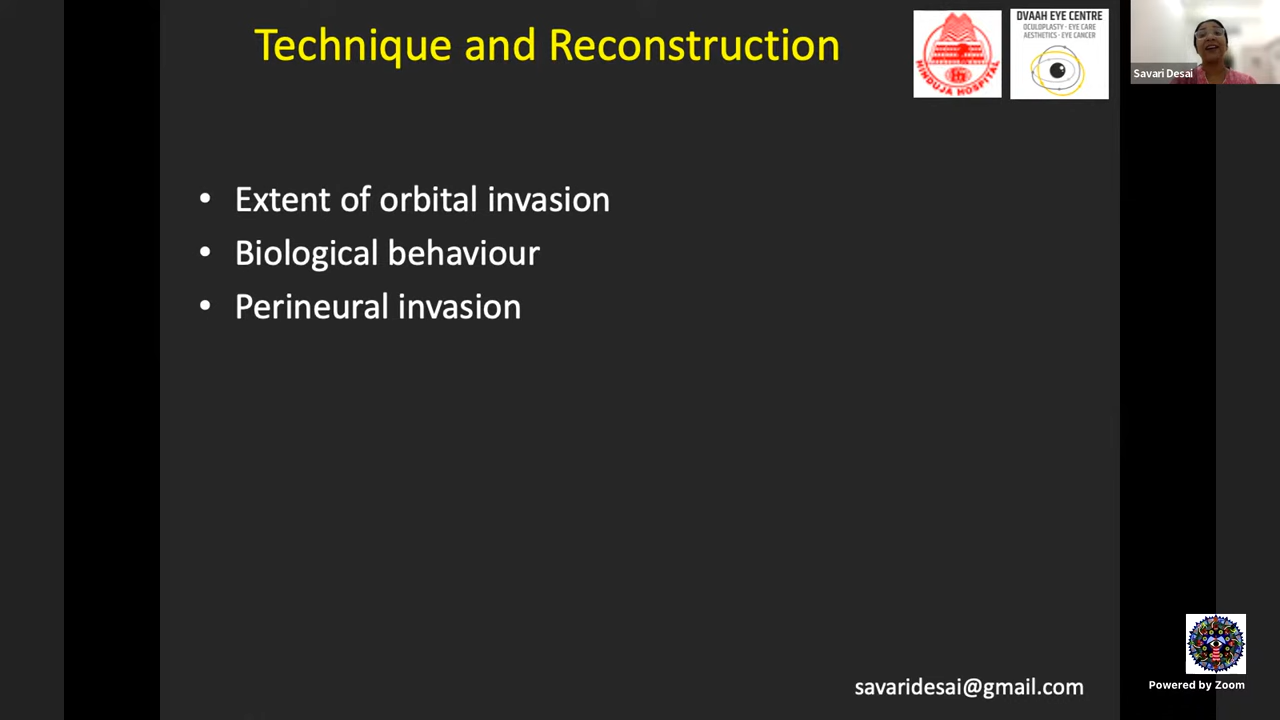 Technique and Reconstruction
HINDUJA HOSPITAL
DVAAH EYE CENTRE
OCULOPLASTY - EYE CARE
AESTHETICS - EYE CANCER
Savari Desai
• Extent of orbital invasion
• Biological behaviour
• Perineural invasion
savaridesai@gmail.com
Powered by Zoom